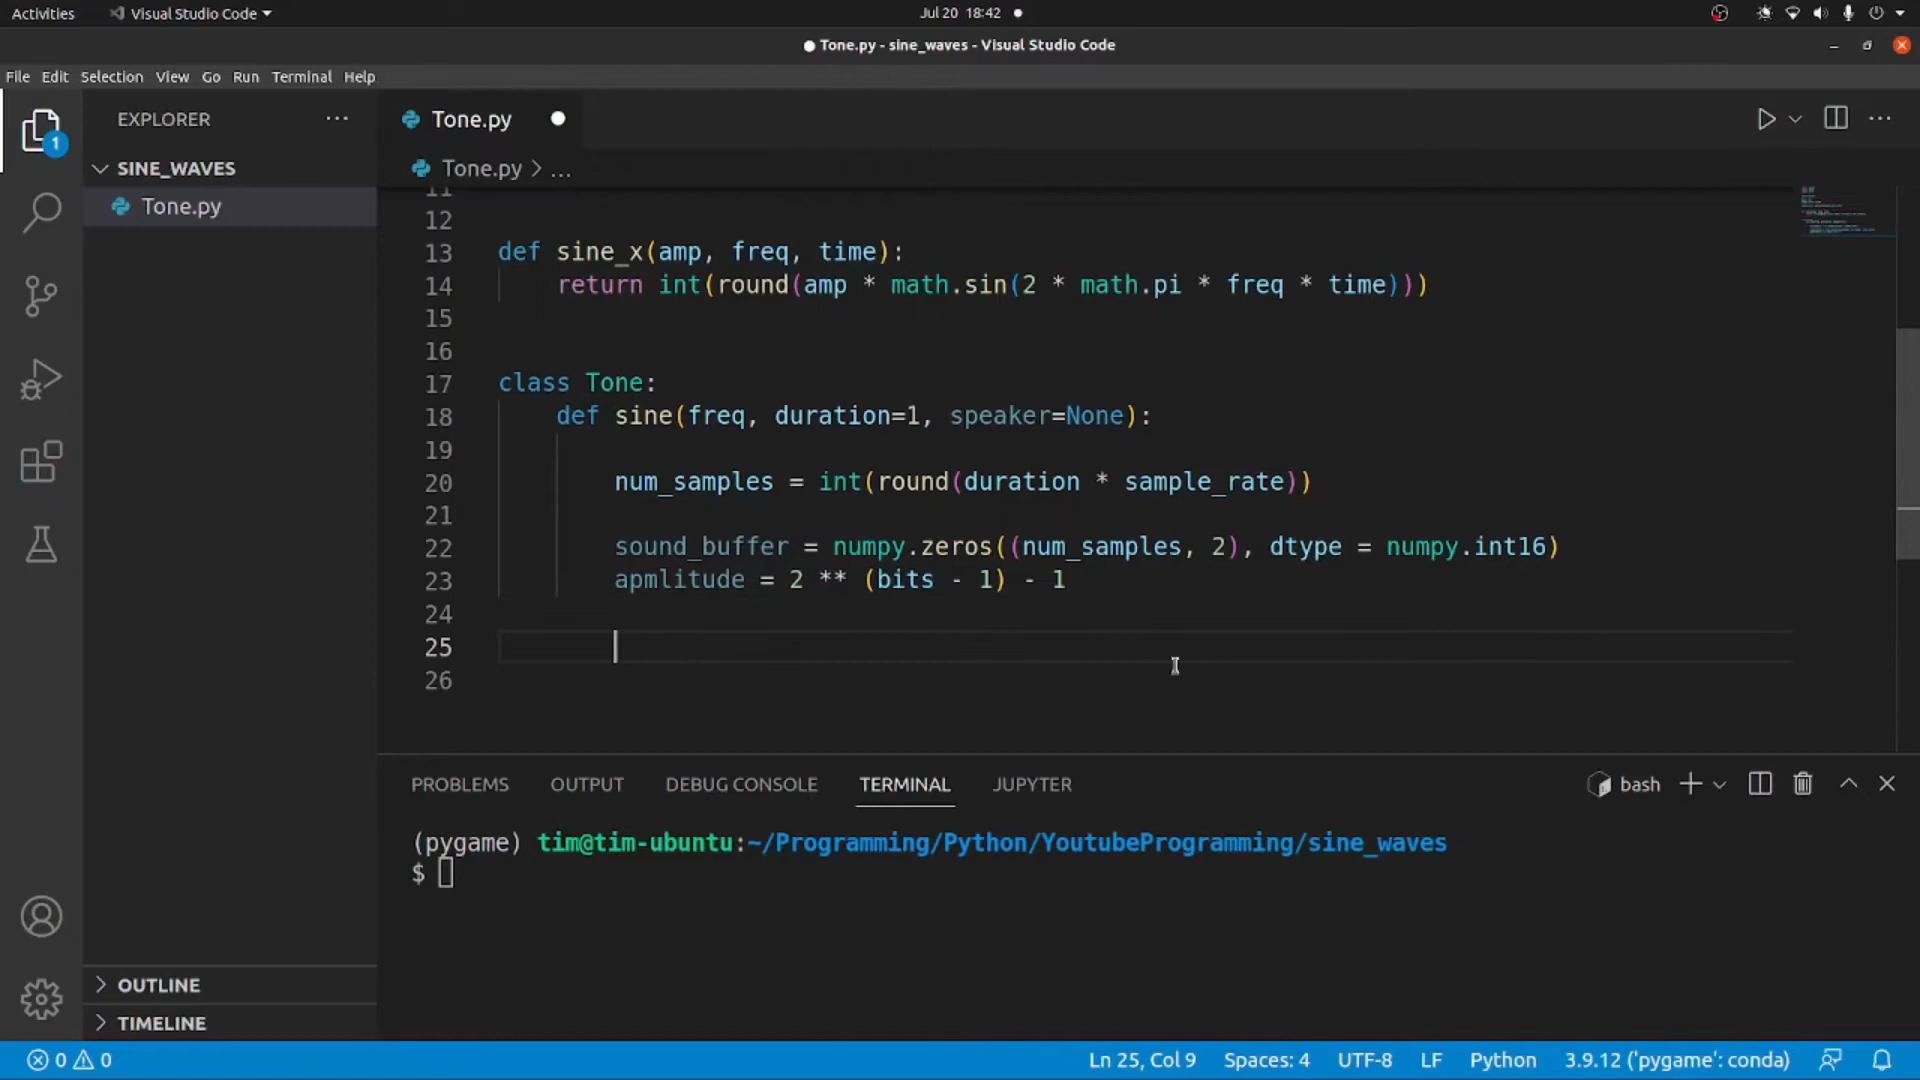 Activities Visual Studio Code Jul 20 18:42
Tone.py - sine_waves - Visual Studio Code
File Edit Selection View Go Run Terminal Help
EXPLORER
1
SINE_WAVES
Tone.py
OUTLINE
TIMELINE
Tone.py
Tone.py > ...
11
12
13 def sine_x(amp, freq, time):
14 return int(round(amp * math.sin(2 * math.pi * freq * time)))
15
16
17 class Tone:
18 def sine(freq, duration=1, speaker=None):
19
20 num_samples = int(round(duration * sample_rate))
21
22 sound_buffer = numpy.zeros((num_samples, 2), dtype = numpy.int16)
23 apmlitude = 2 ** (bits - 1) - 1
24
25
26
PROBLEMS OUTPUT DEBUG CONSOLE TERMINAL JUPYTER bash
(pygame) tim@tim-ubuntu:~/Programming/Python/YoutubeProgramming/sine_waves
$
0 0 Ln 25, Col 9 Spaces: 4 UTF-8 LF Python 3.9.12 ('pygame': conda)